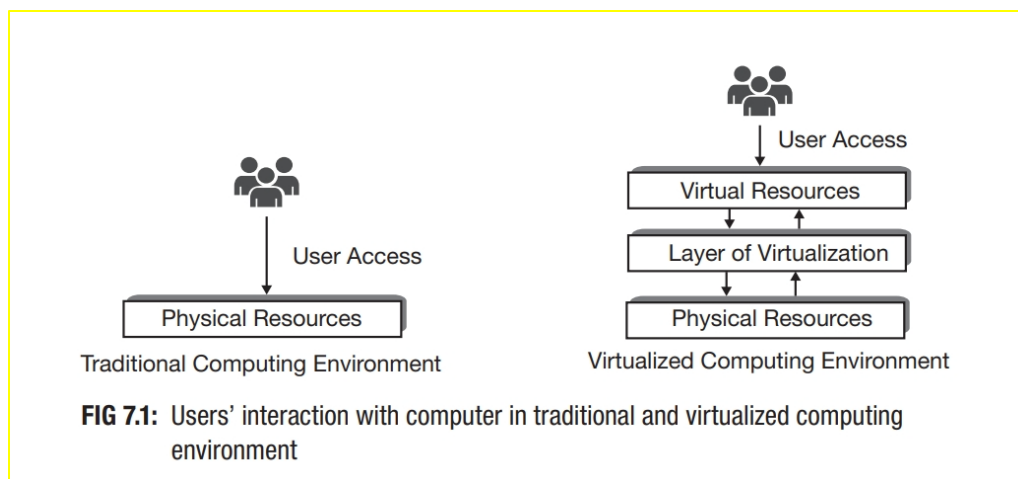 User Access
Physical Resources
Traditional Computing Environment
User Access
Virtual Resources
Layer of Virtualization
Physical Resources
Virtualized Computing Environment
FIG 7.1: Users’ interaction with computer in traditional and virtualized computing
environment